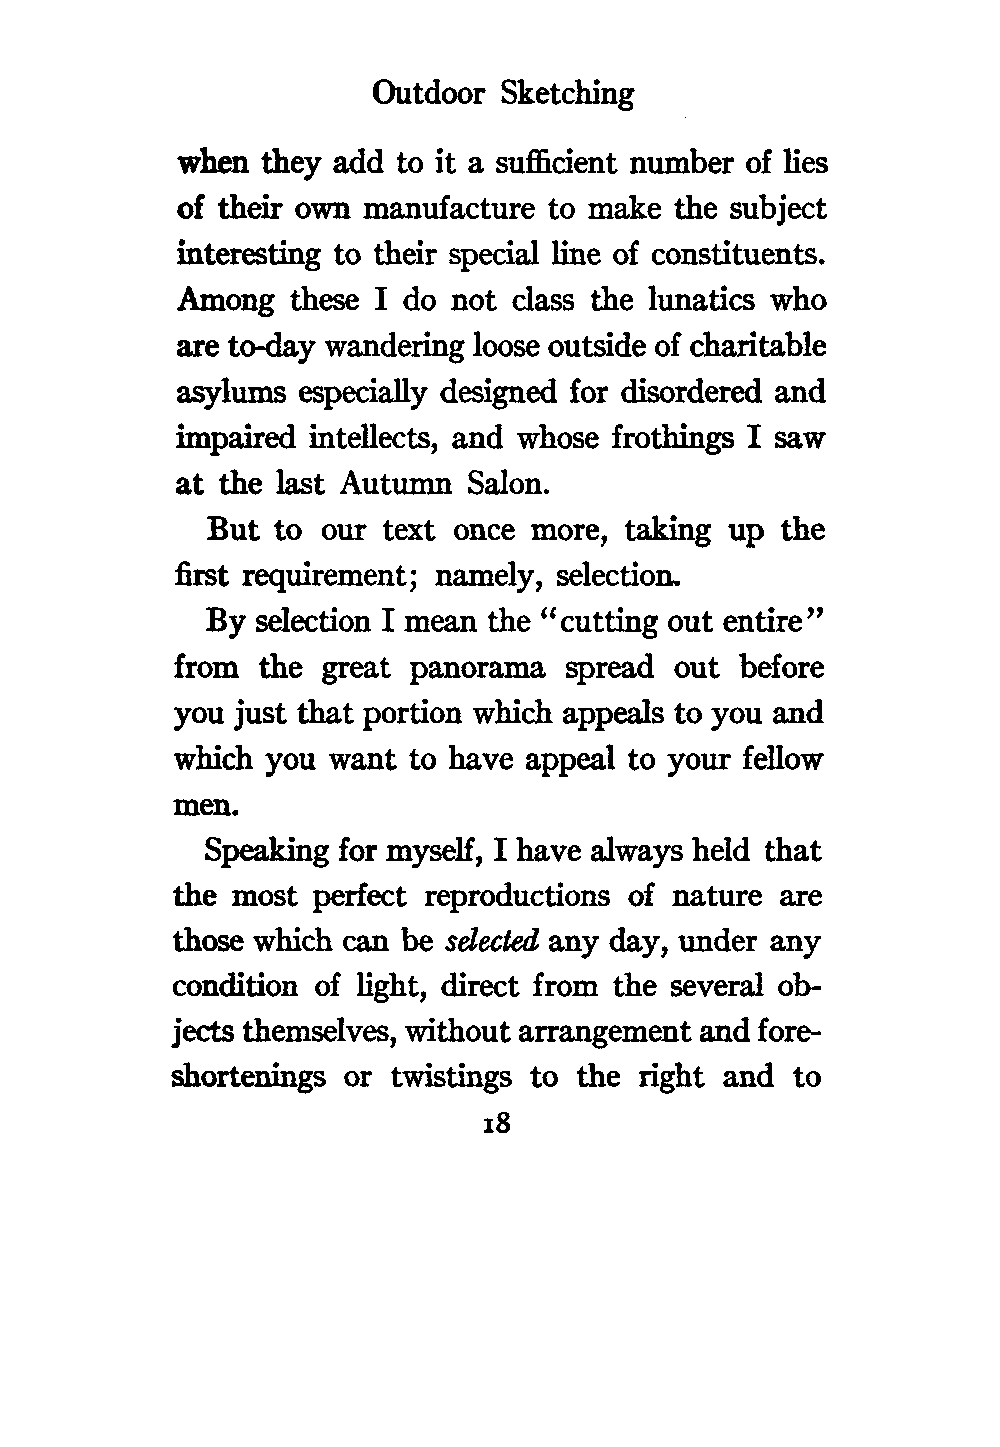 Outdoor Sketching
when they add to it a sufficient number of lies
of their own manufacture to make the subject
interesting to their special line of constituents.
Among these I do not class the lunatics who
are to-day wandering loose outside of charitable
asylums especially designed for disordered and
impaired intellects, and whose frothings I saw
at the last Autumn Salon.
But to our text once more, taking up the
first requirement; namely, selection.
By selection I mean the "cutting out entire"
from the great panorama spread out before
you just that portion which appeals to you and
which you want to have appeal to your fellow
men.
Speaking for myself, I have always held that
the most perfect reproductions of nature are
those which can be selected any day, under any
condition of light, direct from the several ob-
jects themselves, without arrangement and fore-
shortenings or twistings to the right and to
18